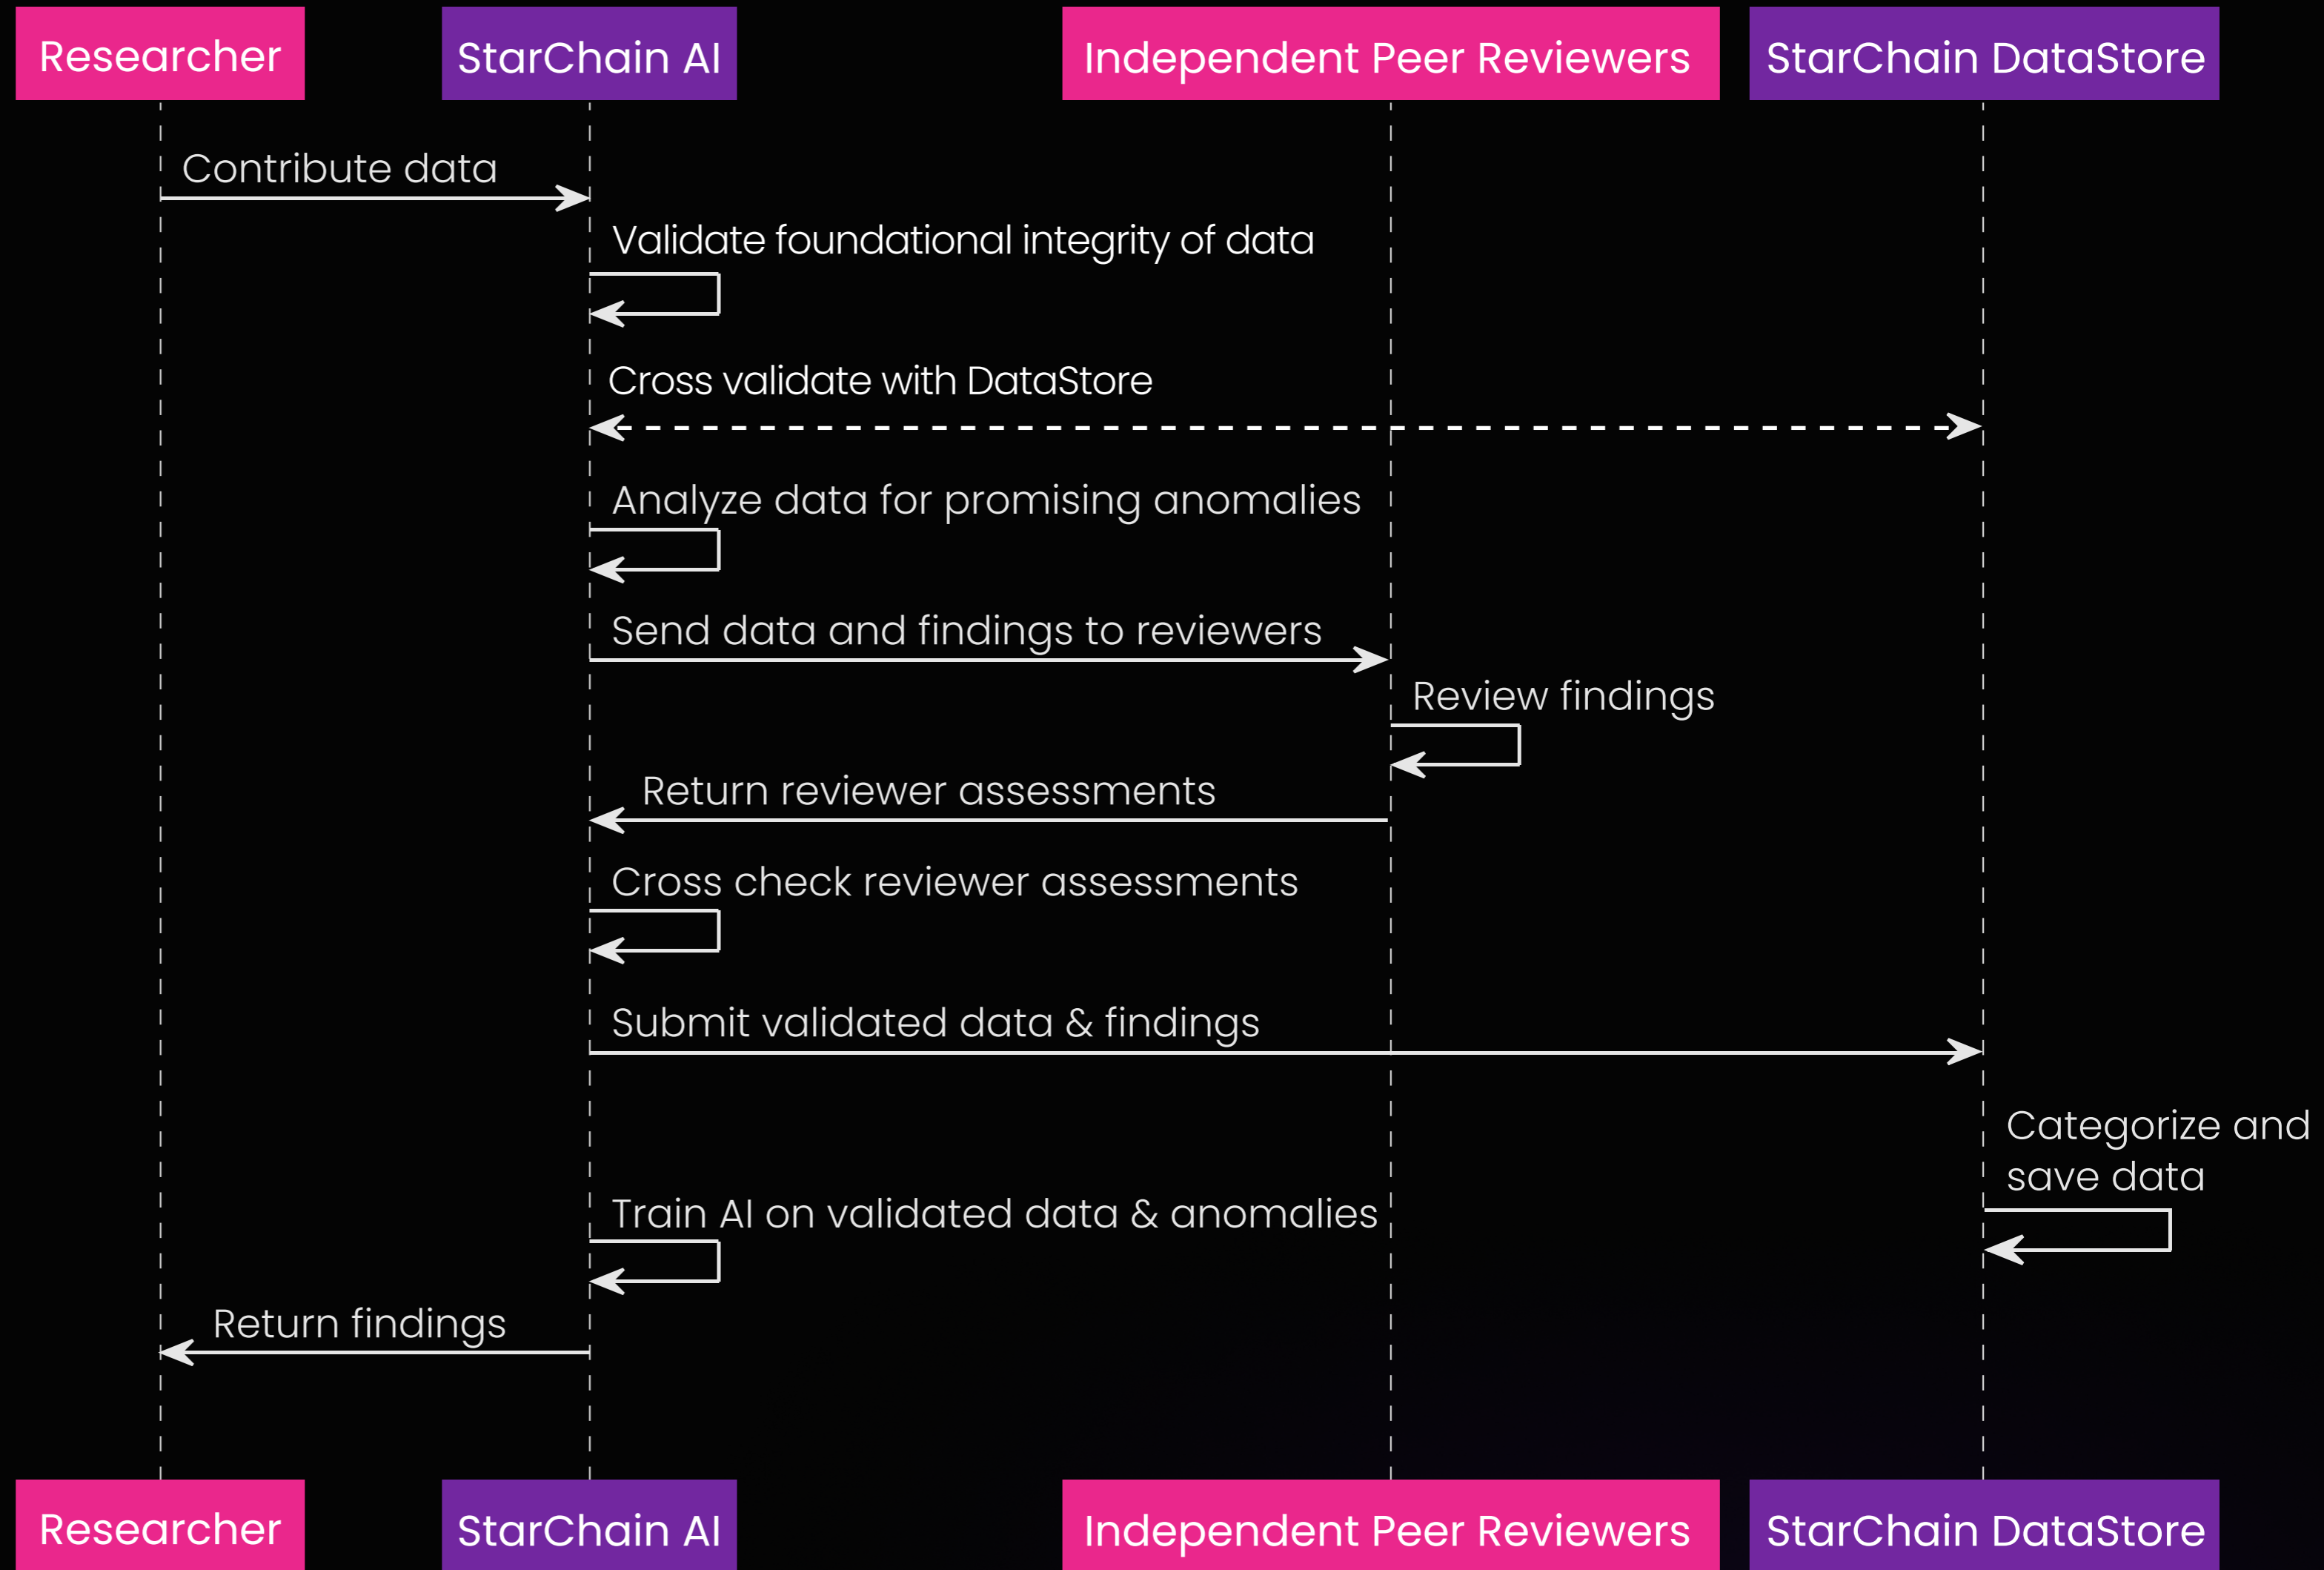 Researcher
StarChain AI
Independent Peer Reviewers
StarChain DataStore
Contribute data
Validate foundational integrity of data
Cross validate with DataStore
Analyze data for promising anomalies
Send data and findings to reviewers
Review findings
Return reviewer assessments
Cross check reviewer assessments
Submit validated data & findings
Categorize and
save data
Train AI on validated data & anomalies
Return findings
Researcher
StarChain AI
Independent Peer Reviewers
StarChain DataStore